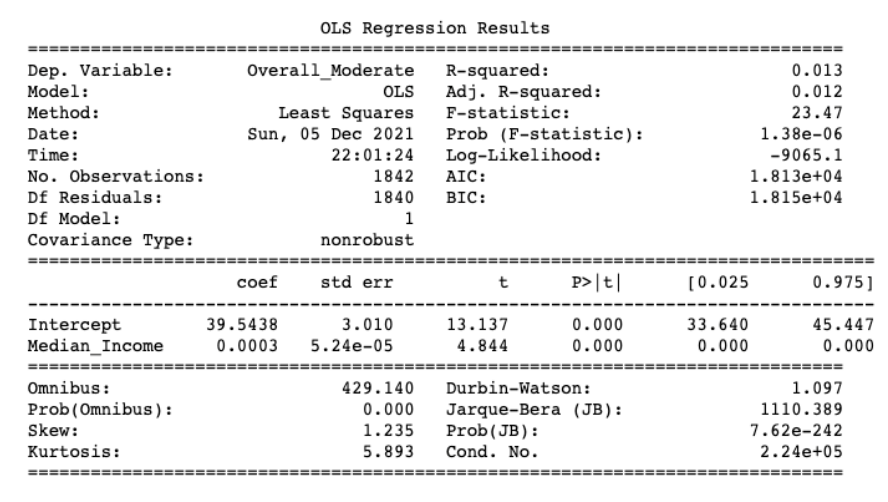 OLS Regression Results
==============================================================================
Dep. Variable: Overall_Moderate R-squared: 0.013
Model: OLS Adj. R-squared: 0.012
Method: Least Squares F-statistic: 23.47
Date: Sun, 05 Dec 2021 Prob (F-statistic): 1.38e-06
Time: 22:01:24 Log-Likelihood: -9065.1
No. Observations: 1842 AIC: 1.813e+04
Df Residuals: 1840 BIC: 1.815e+04
Df Model: 1
Covariance Type: nonrobust
=================================================================================
coef std err t P>|t| [0.025 0.975]
---------------------------------------------------------------------------------
Intercept 39.5438 3.010 13.137 0.000 33.640 45.447
Median_Income 0.0003 5.24e-05 4.844 0.000 0.000 0.000
==============================================================================
Omnibus: 429.140 Durbin-Watson: 1.097
Prob(Omnibus): 0.000 Jarque-Bera (JB): 1110.389
Skew: 1.235 Prob(JB): 7.62e-242
Kurtosis: 5.893 Cond. No. 2.24e+05
==============================================================================